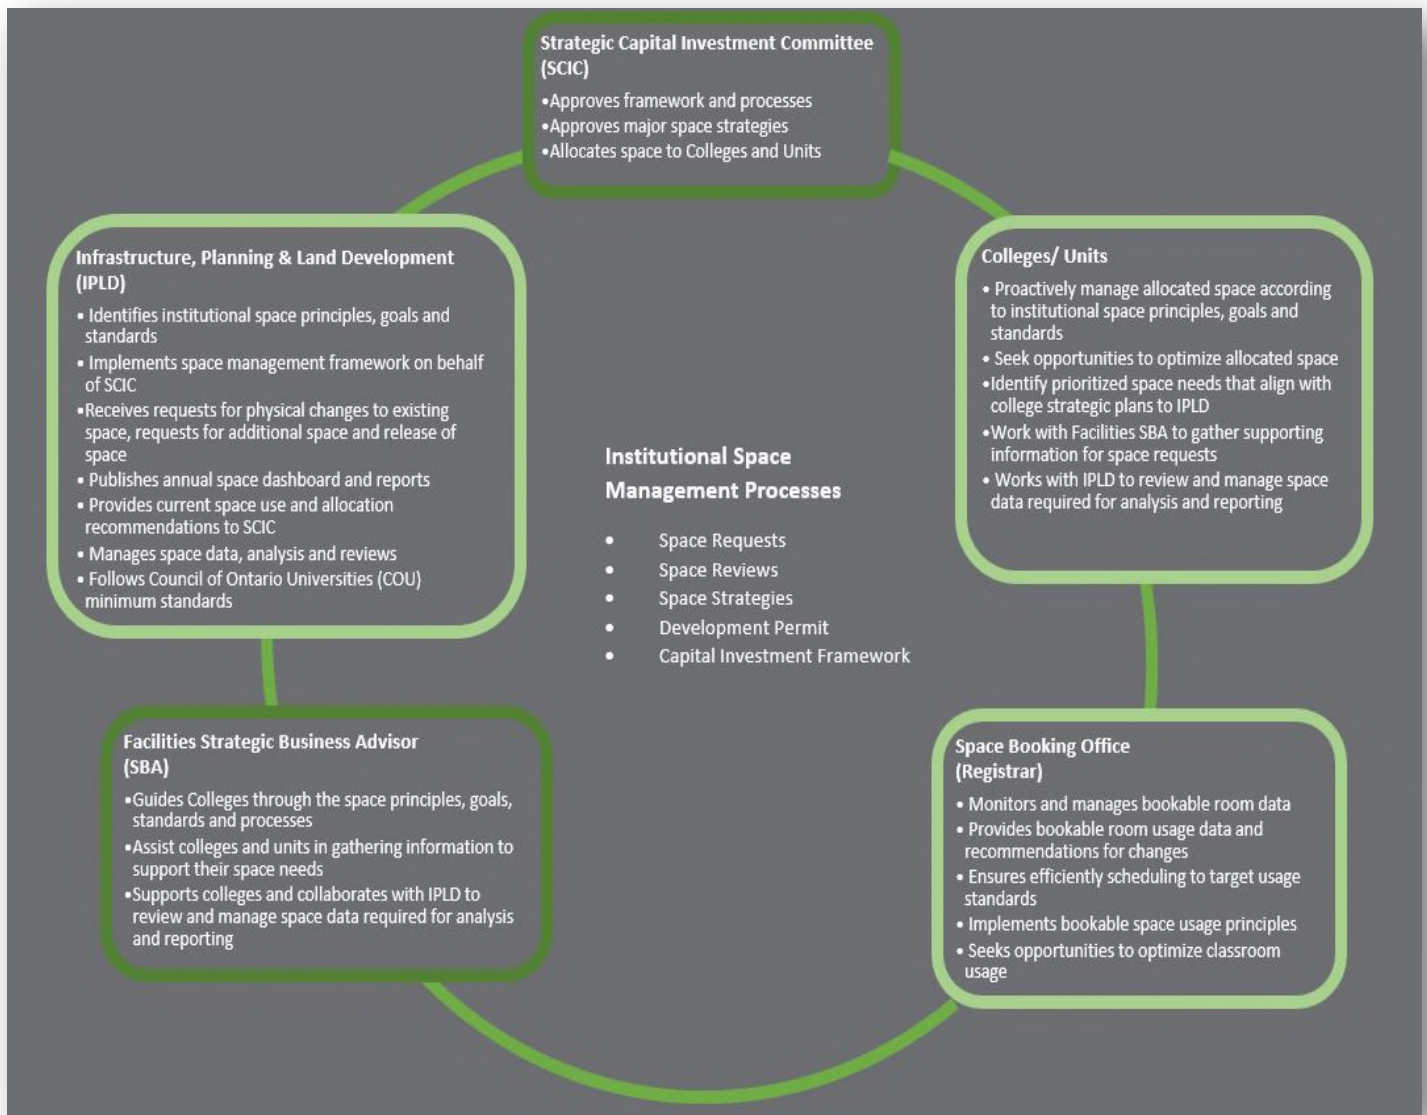 Strategic Capital Investment Committee
(SCIC)
•Approves framework and processes
•Approves major space strategies
•Allocates space to Colleges and Units
Infrastructure, Planning & Land Development
(IPLD)
• Identifies institutional space principles, goals and
standards
• Implements space management framework on behalf
of SCIC
•Receives requests for physical changes to existing
space, requests for additional space and release of
space
• Publishes annual space dashboard and reports
• Provides current space use and allocation
recommendations to SCIC
• Manages space data, analysis and reviews
• Follows Council of Ontario Universities (COU)
minimum standards
Colleges/ Units
• Proactively manage allocated space according
to institutional space principles, goals and
standards
• Seek opportunities to optimize allocated space
•Identify prioritized space needs that align with
college strategic plans to IPLD
•Work with Facilities SBA to gather supporting
information for space requests
• Works with IPLD to review and manage space
data required for analysis and reporting
Institutional Space
Management Processes
• Space Requests
• Space Reviews
• Space Strategies
• Development Permit
• Capital Investment Framework
Facilities Strategic Business Advisor
(SBA)
•Guides Colleges through the space principles, goals,
standards and processes
•Assist colleges and units in gathering information to
support their space needs
•Supports colleges and collaborates with IPLD to
review and manage space data required for analysis
and reporting
Space Booking Office
(Registrar)
• Monitors and manages bookable room data
• Provides bookable room usage data and
recommendations for changes
• Ensures efficiently scheduling to target usage
standards
• Implements bookable space usage principles
• Seeks opportunities to optimize classroom
usage